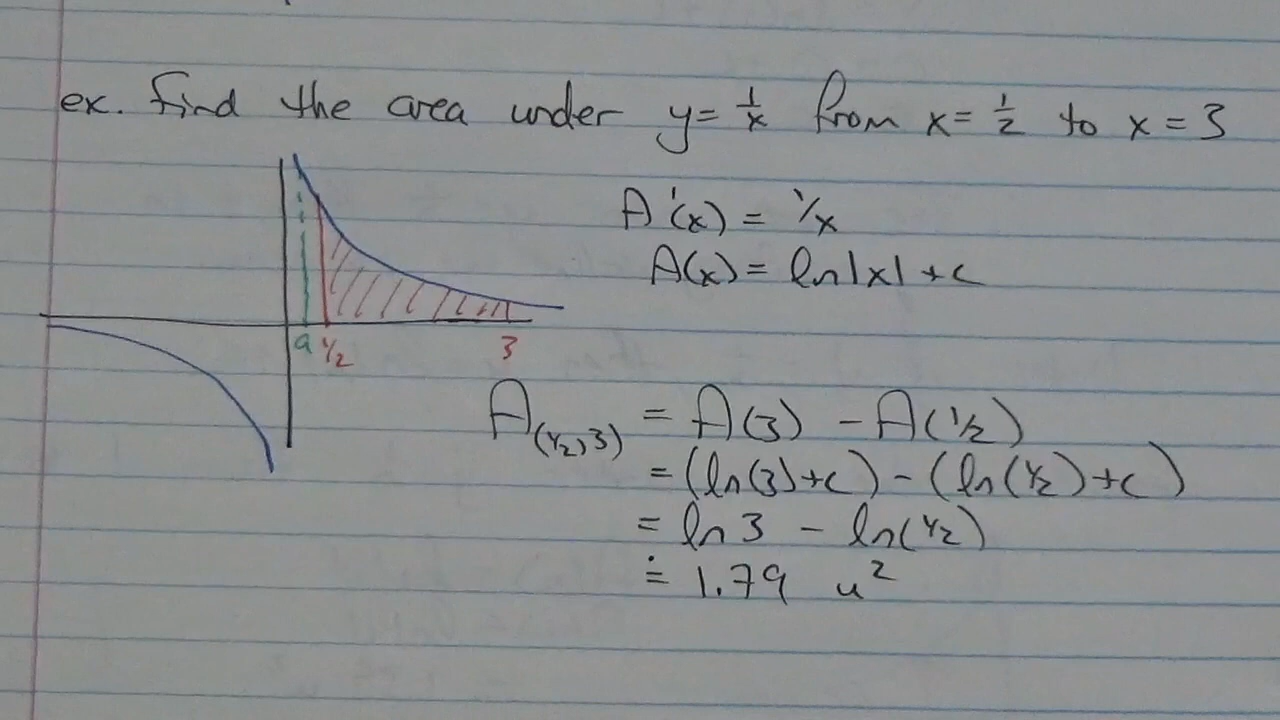 ex. Find the area under y = 1/x from x = 1/2 to x = 3
A'(x) = 1/x
A(x) = ln|x| + c
a 1/2 3
A(1/2,3) = A(3) - A(1/2)
= (ln(3)+c) - (ln(1/2)+c)
= ln 3 - ln(1/2)
≐ 1.79 u²